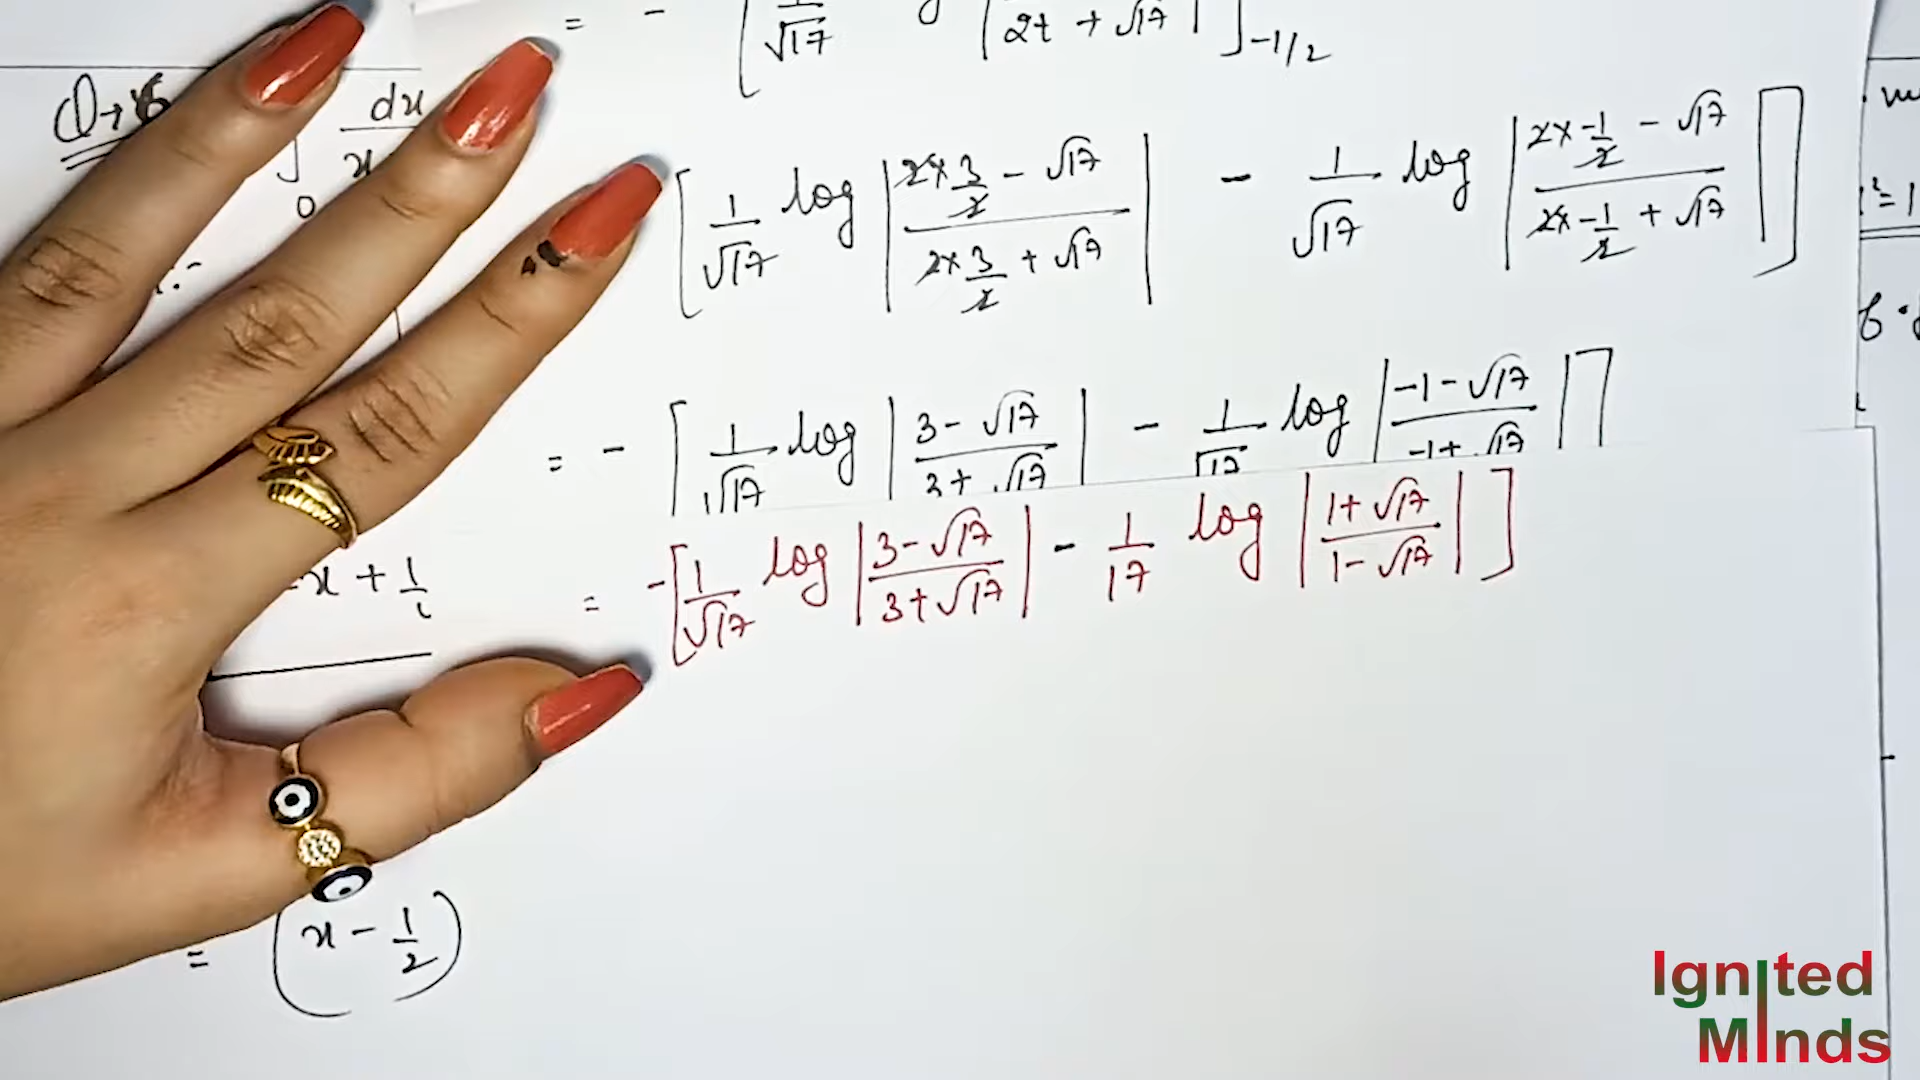 = - [ 1/√17 log | 2t + √17 | ]_{-1/2}
Q→6 ∫ dx
0 x
[ 1/√17 log | (2×3/2 - √17)/(2×3/2 + √17) | - 1/√17 log | (2×-1/2 - √17)/(2×-1/2 + √17) | ]
= - [ 1/√17 log | (3 - √17)/(3 + √17) | - 1/√17 log | (-1 - √17)/(-1 + √17) | ]
= -[ 1/√17 log | (3 - √17)/(3 + √17) | - 1/17 log | (1 + √17)/(1 - √17) | ]
x + 1/
= (x - 1/2)
Ignited
Minds